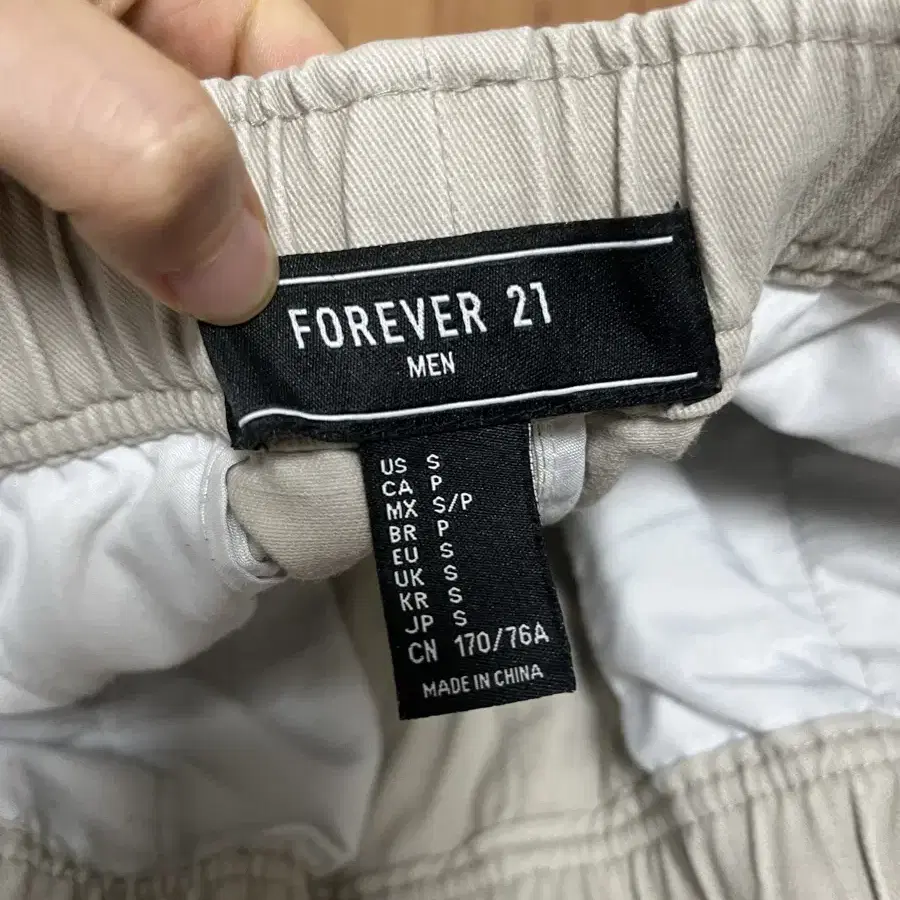 FOREVER 21
MEN
US S
CA P
MX S/P
BR P
EU S
UK S
KR S
JP S
CN 170/76A
MADE IN CHINA